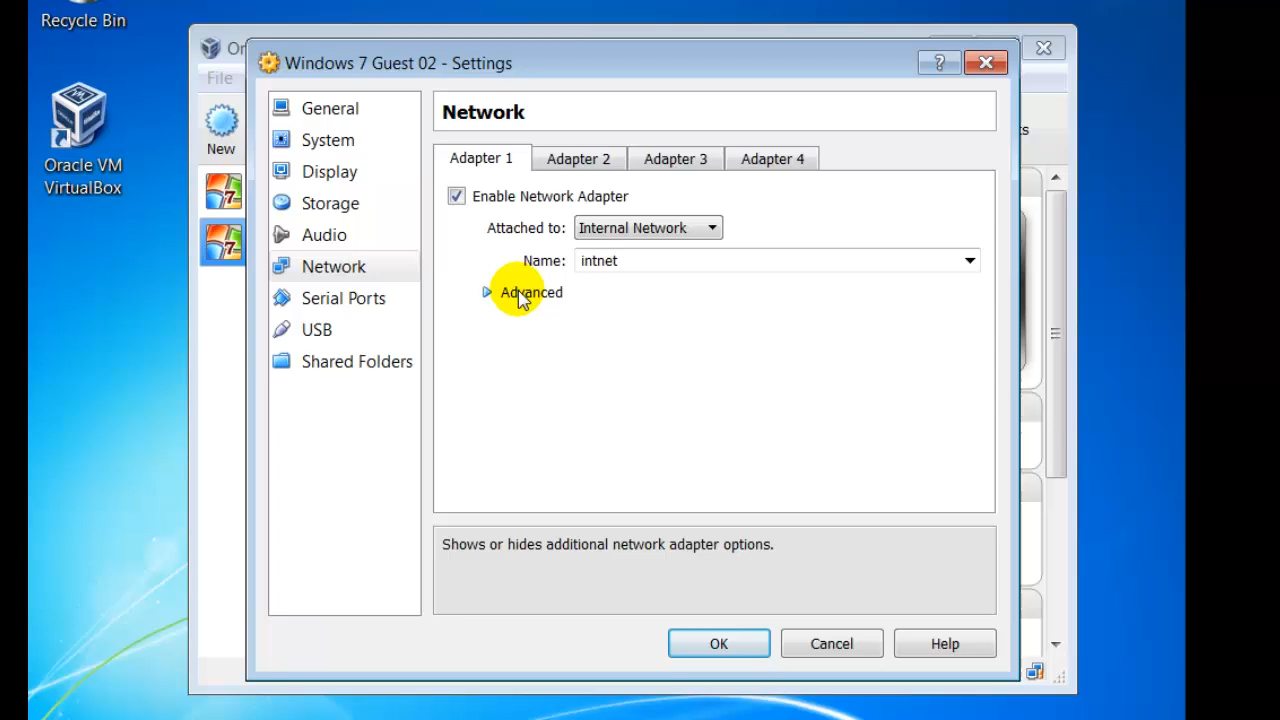 Recycle Bin
Oracle VM
VirtualBox
File
New
Windows 7 Guest 02 - Settings
General
System
Display
Storage
Audio
Network
Serial Ports
USB
Shared Folders
Network
Adapter 1
Adapter 2
Adapter 3
Adapter 4
Enable Network Adapter
Attached to: Internal Network
Name: intnet
Advanced
Shows or hides additional network adapter options.
OK
Cancel
Help